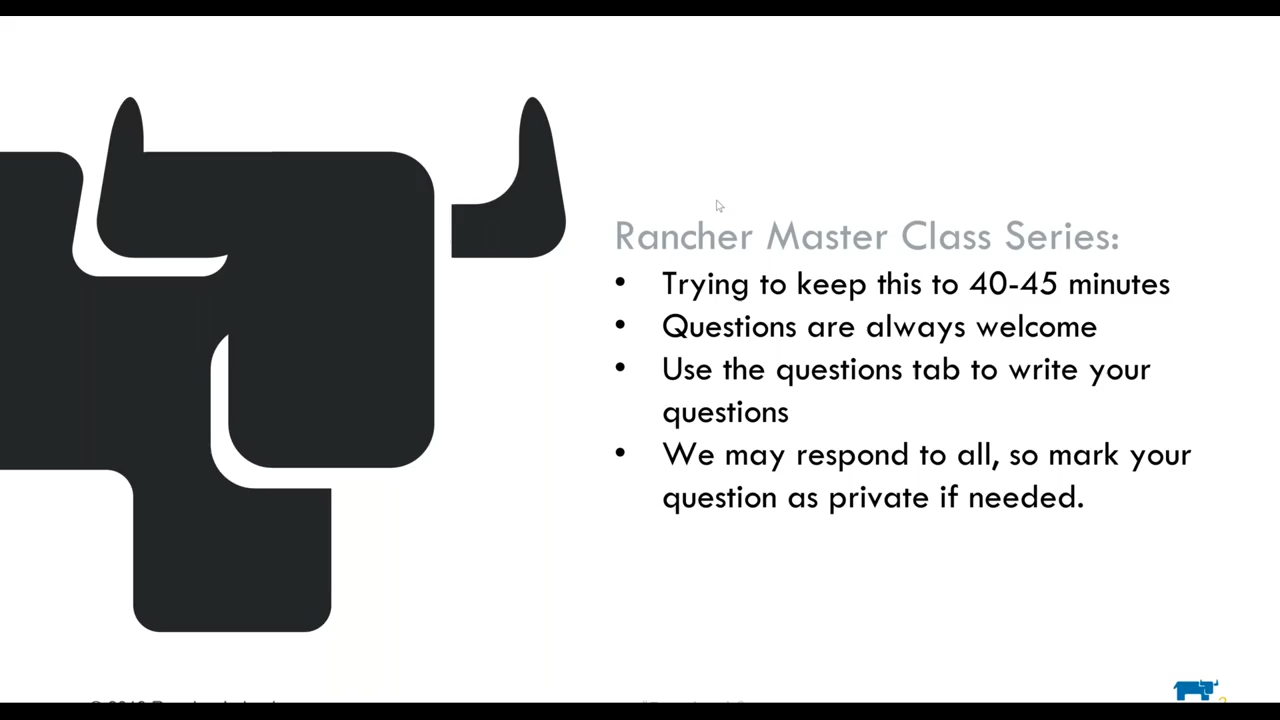 Rancher Master Class Series:
• Trying to keep this to 40-45 minutes
• Questions are always welcome
• Use the questions tab to write your
questions
• We may respond to all, so mark your
question as private if needed.